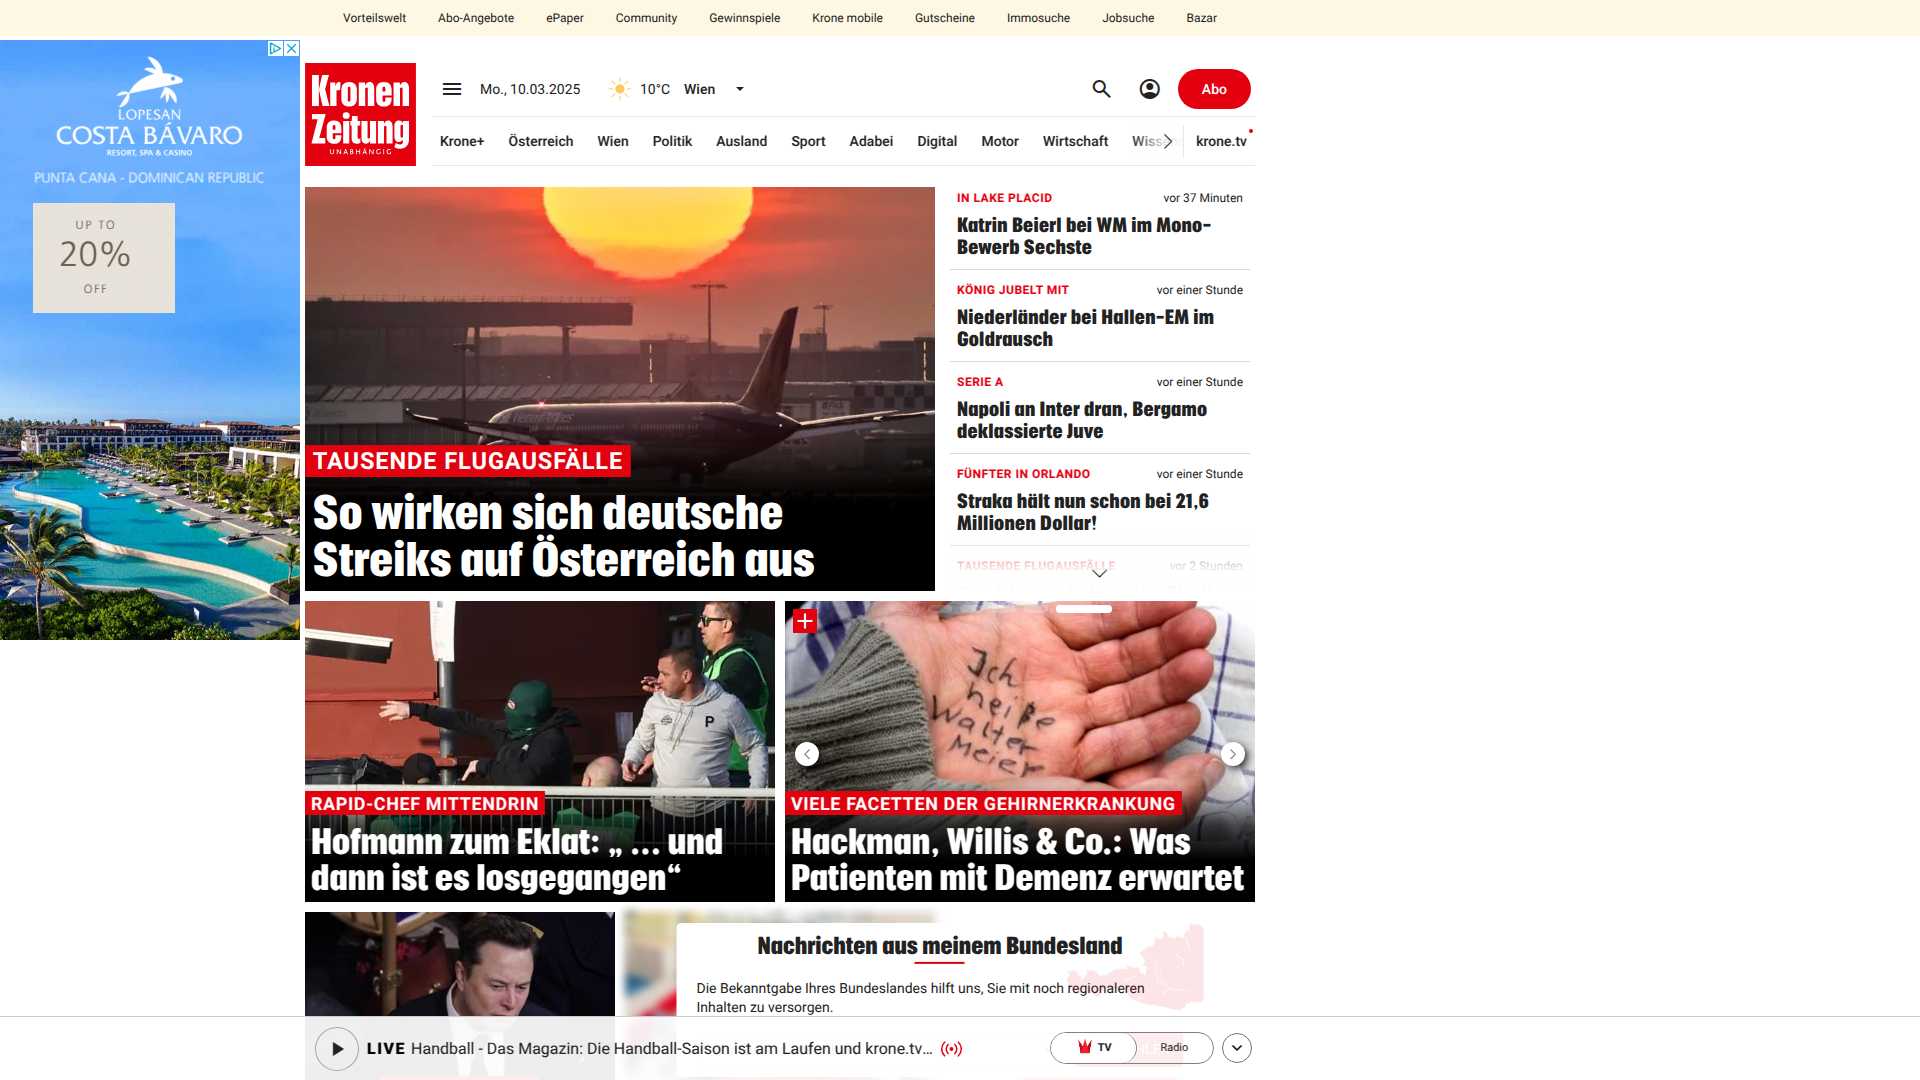 Vorteilswelt Abo-Angebote ePaper Community Gewinnspiele Krone mobile Gutscheine Immosuche Jobsuche Bazar
LOPESAN
COSTA BÁVARO
RESORT, SPA & CASINO
PUNTA CANA - DOMINICAN REPUBLIC
UP TO
20%
OFF
Kronen
Zeitung
UNABHÄNGIG
Mo., 10.03.2025 10°C Wien
Abo
Krone+ Österreich Wien Politik Ausland Sport Adabei Digital Motor Wirtschaft krone.tv
TAUSENDE FLUGAUSFÄLLE
So wirken sich deutsche
Streiks auf Österreich aus
IN LAKE PLACID vor 37 Minuten
Katrin Beierl bei WM im Mono-
Bewerb Sechste
KÖNIG JUBELT MIT vor einer Stunde
Niederländer bei Hallen-EM im
Goldrausch
SERIE A vor einer Stunde
Napoli an Inter dran, Bergamo
deklassierte Juve
FÜNFTER IN ORLANDO vor einer Stunde
Straka hält nun schon bei 21,6
Millionen Dollar!
TAUSENDE FLUGAUSFÄLLE vor 2 Stunden
P
RAPID-CHEF MITTENDRIN
Hofmann zum Eklat: „ ... und
dann ist es losgegangen“
Ich
heiße
Walter
Meier
VIELE FACETTEN DER GEHIRNERKRANKUNG
Hackman, Willis & Co.: Was
Patienten mit Demenz erwartet
Nachrichten aus meinem Bundesland
Die Bekanntgabe Ihres Bundeslandes hilft uns, Sie mit noch regionaleren
Inhalten zu versorgen.
LIVE Handball - Das Magazin: Die Handball-Saison ist am Laufen und krone.tv...
TV Radio